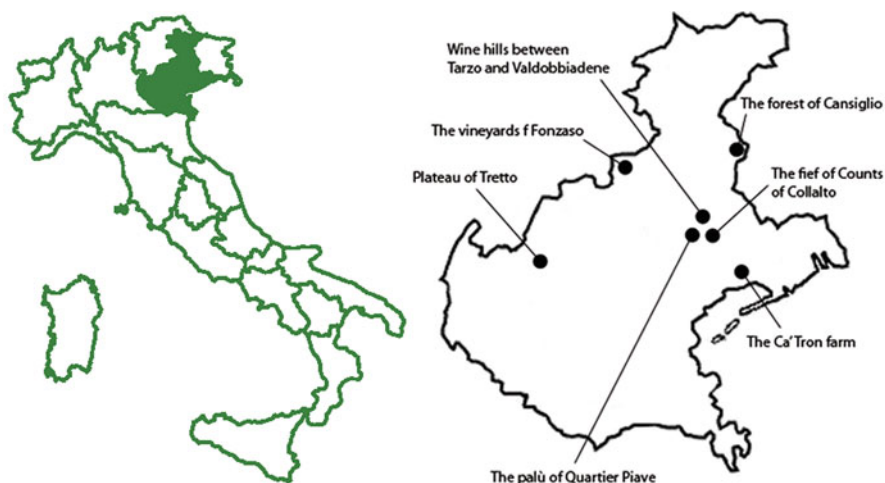 Wine hills between
Tarzo and Valdobbiadene
The forest of Cansiglio
The vineyards f Fonzaso
Plateau of Tretto
The fief of Counts
of Collalto
The Ca'Tron farm
The palù of Quartier Piave